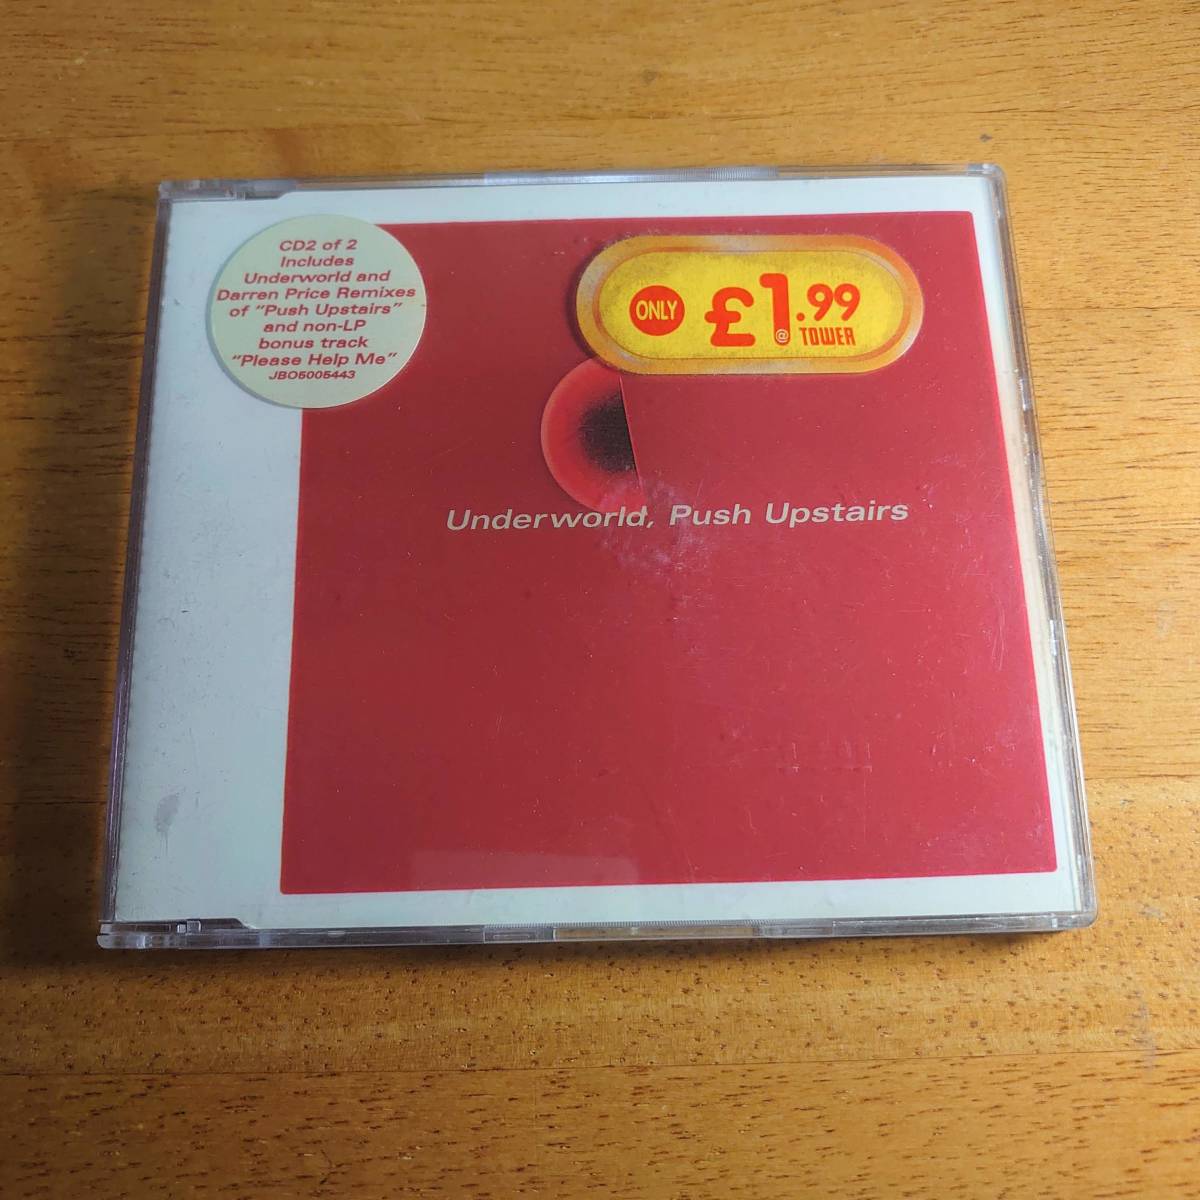 CD2 of 2
Includes
Underworld and
Darren Price Remixes
of "Push Upstairs"
and non-LP
bonus track
"Please Help Me"
JBO5005443
ONLY £1.99
@ TOWER
Underworld, Push Upstairs